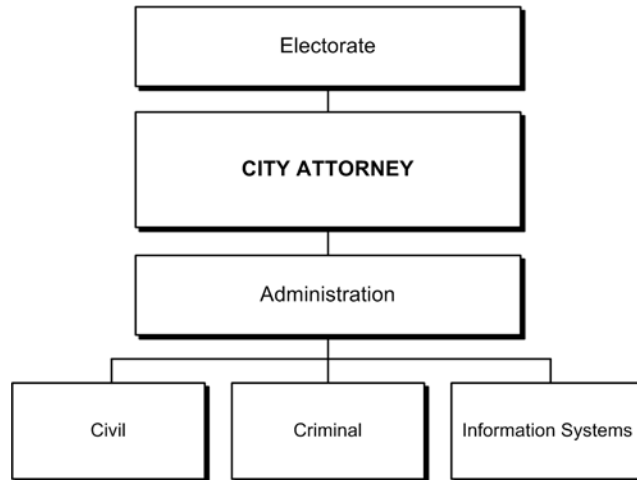 Electorate
CITY ATTORNEY
Administration
Civil
Criminal
Information Systems